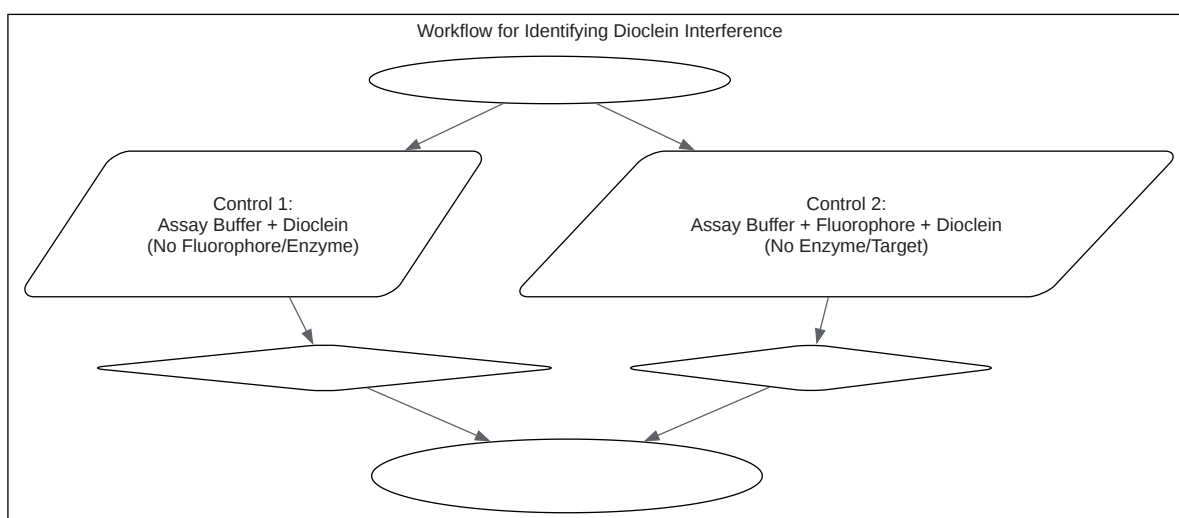 Workflow for Identifying Dioclein Interference
Control 1:
Assay Buffer + Dioclein
(No Fluorophore/Enzyme)
Control 2:
Assay Buffer + Fluorophore + Dioclein
(No Enzyme/Target)